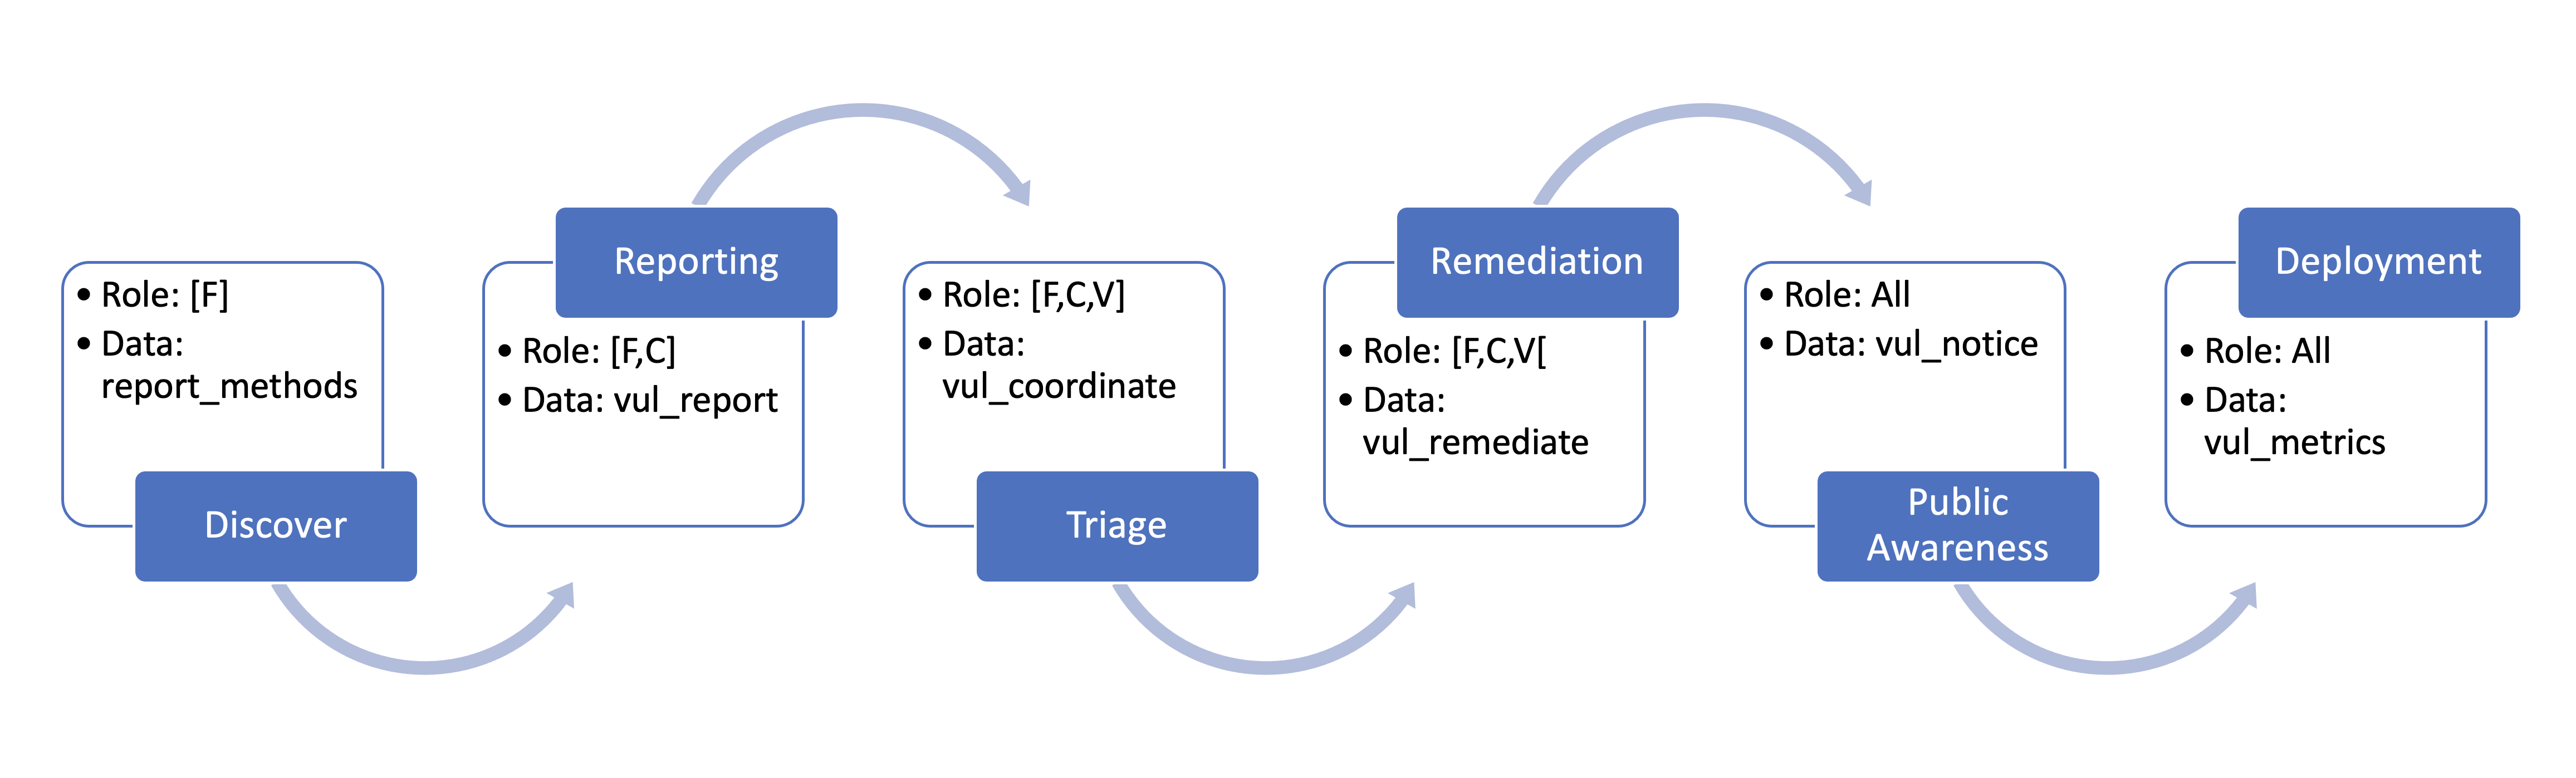 • Role: [F]
• Data:
report_methods
Discover
Reporting
• Role: [F,C]
• Data: vul_report
• Role: [F,C,V]
• Data:
vul_coordinate
Triage
Remediation
• Role: [F,C,V[
• Data:
vul_remediate
• Role: All
• Data: vul_notice
Public
Awareness
Deployment
• Role: All
• Data:
vul_metrics